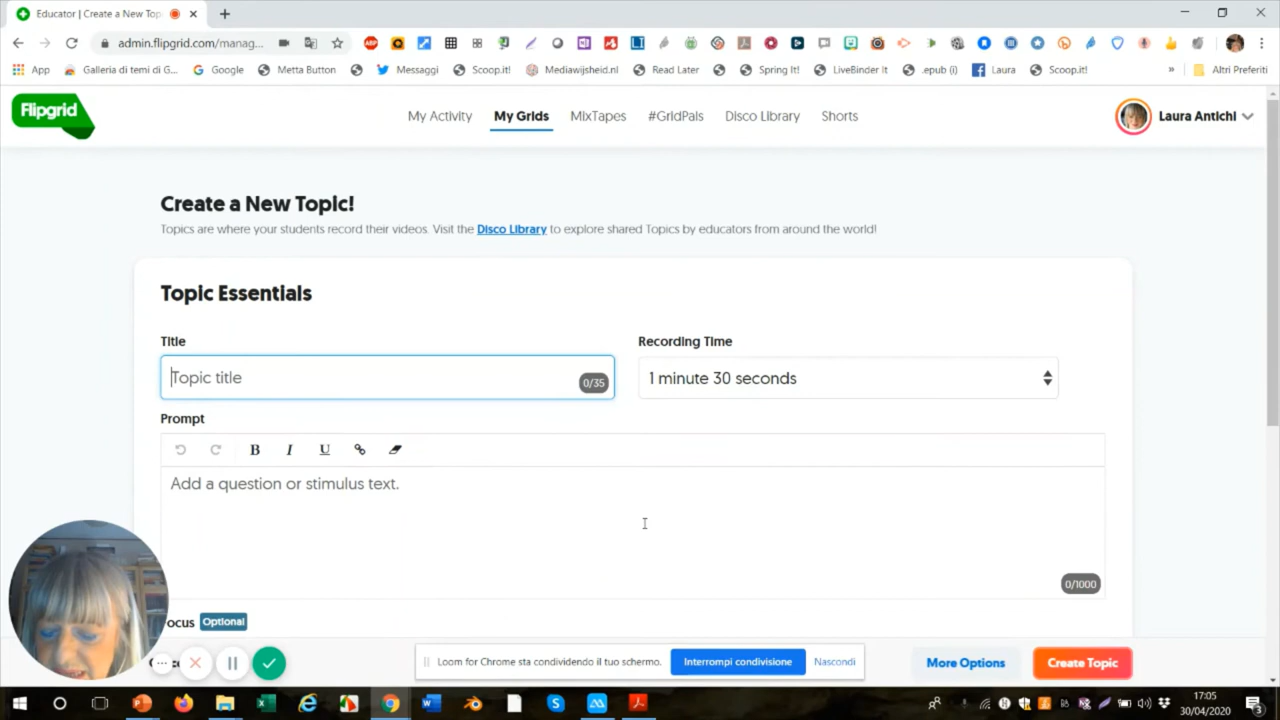 Educator | Create a New Top
admin.flipgrid.com/manag...
App
Galleria di temi di G...
Google
Metta Button
Messaggi
Scoop.it!
Mediawijsheid.nl
Read Later
Spring It!
LiveBinder It
.epub (i)
Laura
Scoop.it!
»
Altri Preferiti
Flipgrid
My Activity
My Grids
MixTapes
#GridPals
Disco Library
Shorts
Laura Antichi
Create a New Topic!
Topics are where your students record their videos. Visit the Disco Library to explore shared Topics by educators from around the world!
Topic Essentials
Title
Recording Time
Topic title
0/35
1 minute 30 seconds
Prompt
B I U
Add a question or stimulus text.
0/1000
ocus Optional
Loom for Chrome sta condividendo il tuo schermo.
Interrompi condivisione
Nascondi
More Options
Create Topic
17:05
30/04/2020
3